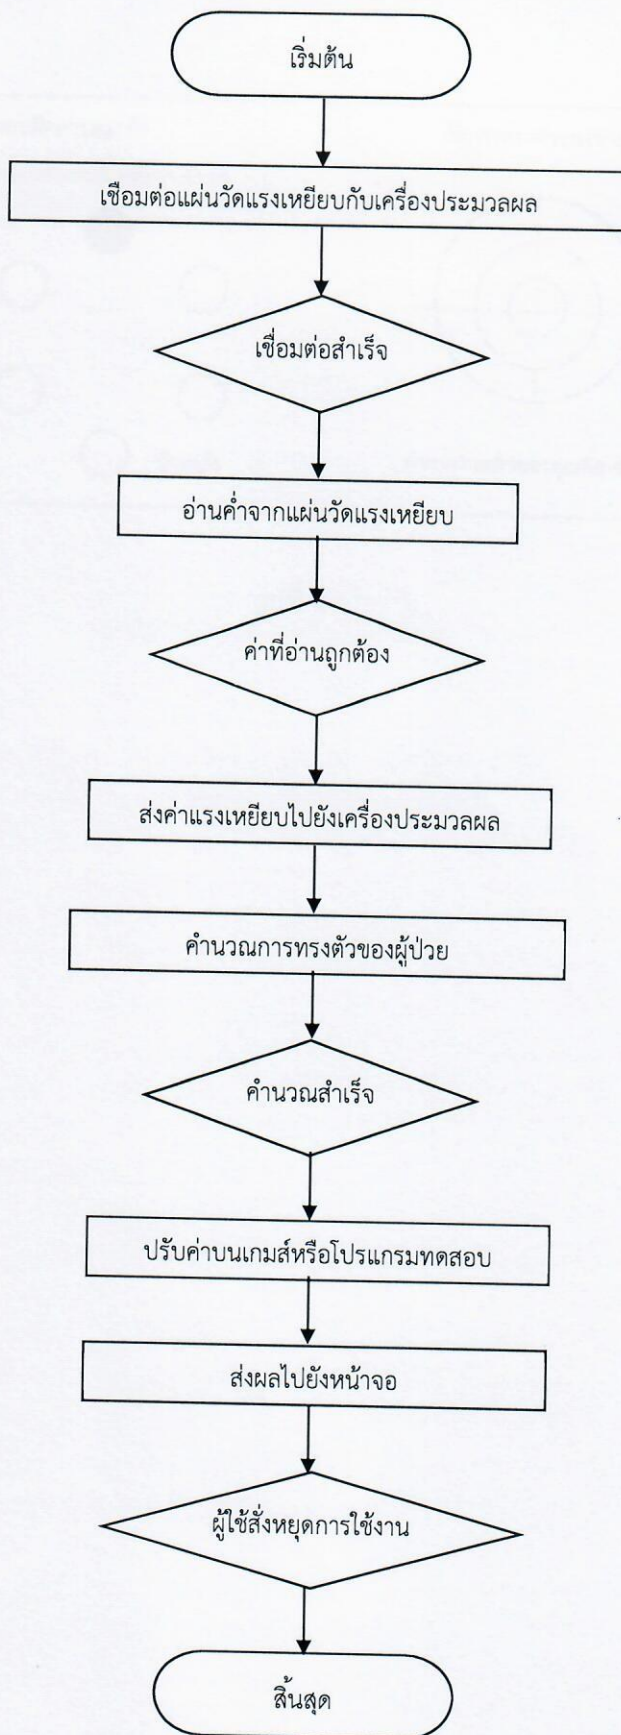 เริ่มต้น
เชื่อมต่อแผ่นวัดแรงเหยียบกับเครื่องประมวลผล
เชื่อมต่อสำเร็จ
อ่านค่ำจากแผ่นวัดแรงเหยียบ
ค่าที่อ่านถูกต้อง
ส่งค่าแรงเหยียบไปยังเครื่องประมวลผล
คำนวณการทรงตัวของผู้ป่วย
คำนวณสำเร็จ
ปรับค่าบนเกมส์หรือโปรแกรมทดสอบ
ส่งผลไปยังหน้าจอ
ผู้ใช้สั่งหยุดการใช้งาน
สิ้นสุด